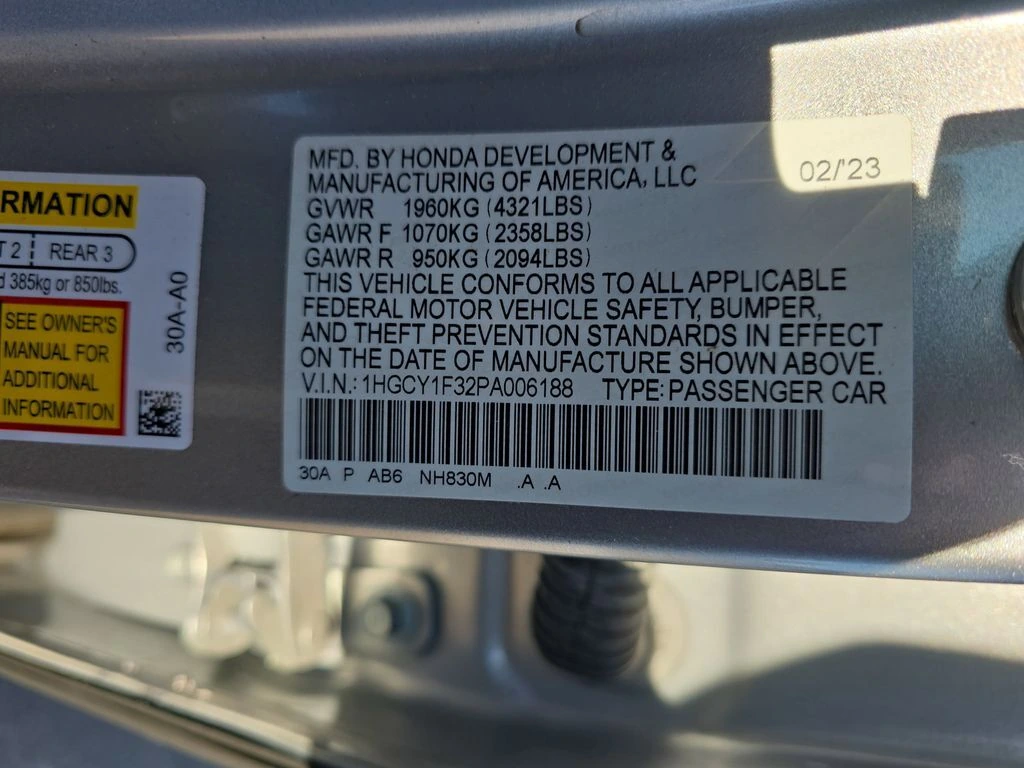 RMATION
T 2 REAR 3
d 385kg or 850lbs.
SEE OWNER'S
MANUAL FOR
ADDITIONAL
INFORMATION
30A-A0
MFD. BY HONDA DEVELOPMENT &
MANUFACTURING OF AMERICA, LLC 02/'23
GVWR 1960KG (4321LBS)
GAWR F 1070KG (2358LBS)
GAWR R 950KG (2094LBS)
THIS VEHICLE CONFORMS TO ALL APPLICABLE
FEDERAL MOTOR VEHICLE SAFETY, BUMPER,
AND THEFT PREVENTION STANDARDS IN EFFECT
ON THE DATE OF MANUFACTURE SHOWN ABOVE.
V.I.N.: 1HGCY1F32PA006188 TYPE: PASSENGER CAR
30A P AB6 NH830M .A .A